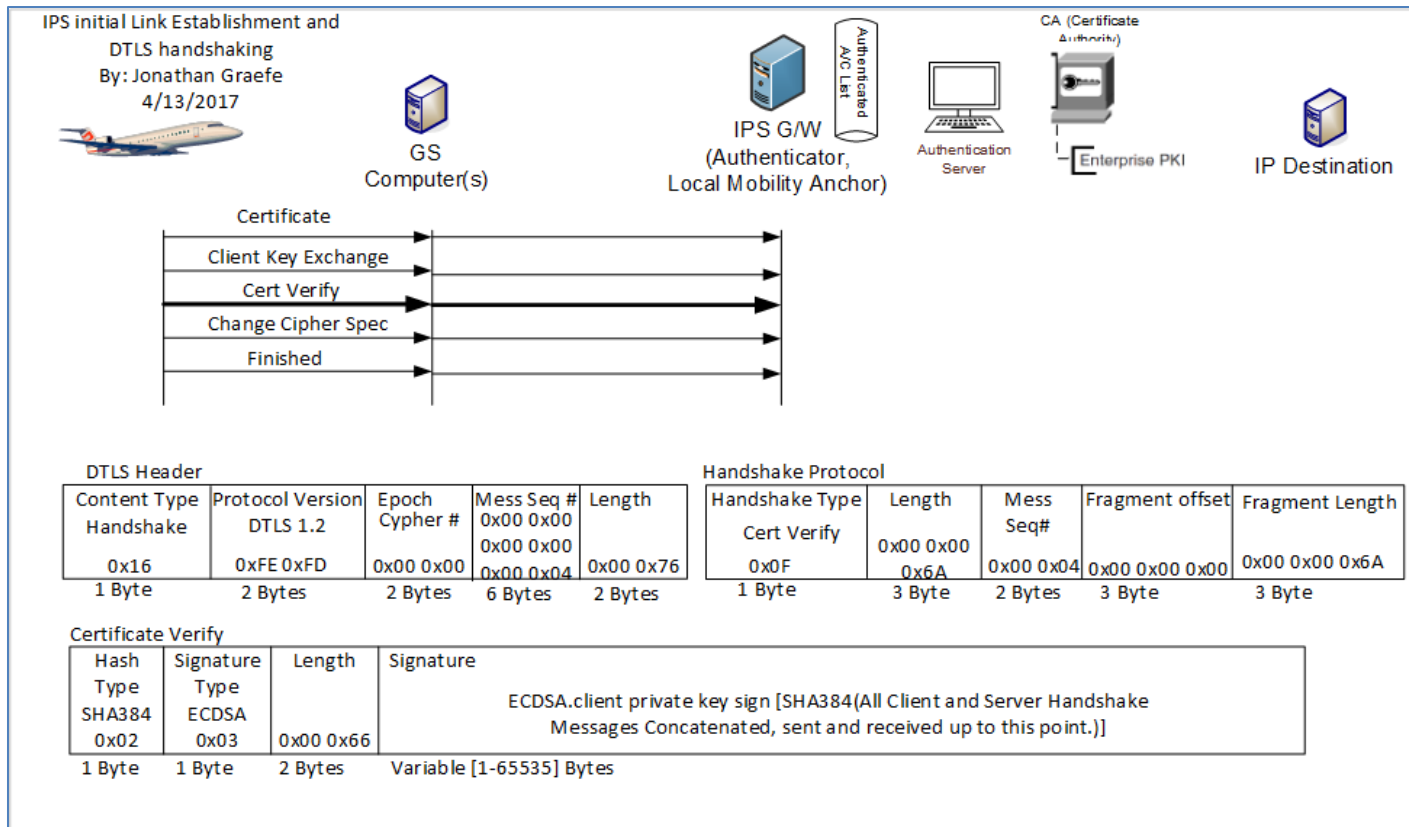 IPS initial Link Establishment and
DTLS handshaking
By: Jonathan Graefe
4/13/2017
GS
Computer(s)
IPS G/W
(Authenticator,
Local Mobility Anchor)
Authenticated
A/C List
Authentication
Server
CA (Certificate
Authority)
Enterprise PKI
IP Destination
Certificate
Client Key Exchange
Cert Verify
Change Cipher Spec
Finished
DTLS Header
Content Type
Handshake
0x16
1 Byte
Protocol Version
DTLS 1.2
0xFE 0xFD
2 Bytes
Epoch
Cypher #
0x00 0x00
2 Bytes
Mess Seq #
0x00 0x00
0x00 0x00
0x00 0x04
6 Bytes
Length
0x00 0x76
2 Bytes
Handshake Protocol
Handshake Type
Cert Verify
0x0F
1 Byte
Length
0x00 0x00
0x6A
3 Byte
Mess
Seq#
0x00 0x04
2 Bytes
Fragment offset
0x00 0x00 0x00
3 Byte
Fragment Length
0x00 0x00 0x6A
3 Byte
Certificate Verify
Hash
Type
SHA384
0x02
1 Byte
Signature
Type
ECDSA
0x03
1 Byte
Length
0x00 0x66
2 Bytes
Signature
ECDSA.client private key sign [SHA384(All Client and Server Handshake
Messages Concatenated, sent and received up to this point.)]
Variable [1-65535] Bytes